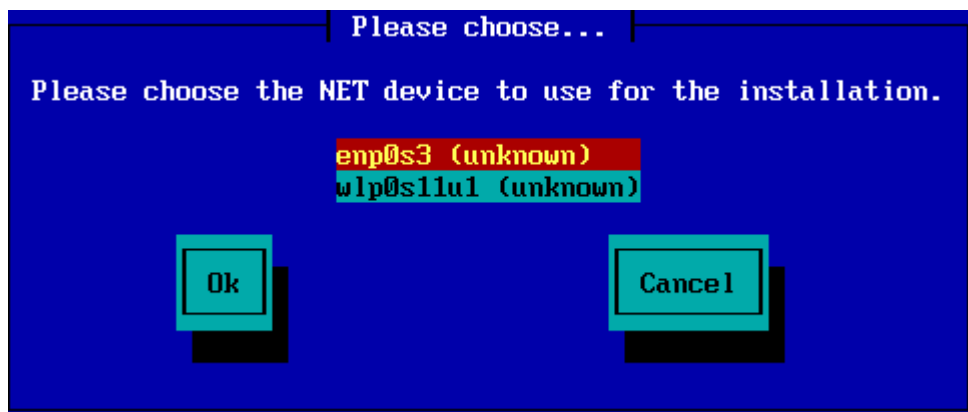 Please choose...
Please choose the NET device to use for the installation.
enp0s3 (unknown)
wlp0s11u1 (unknown)
Ok
Cancel